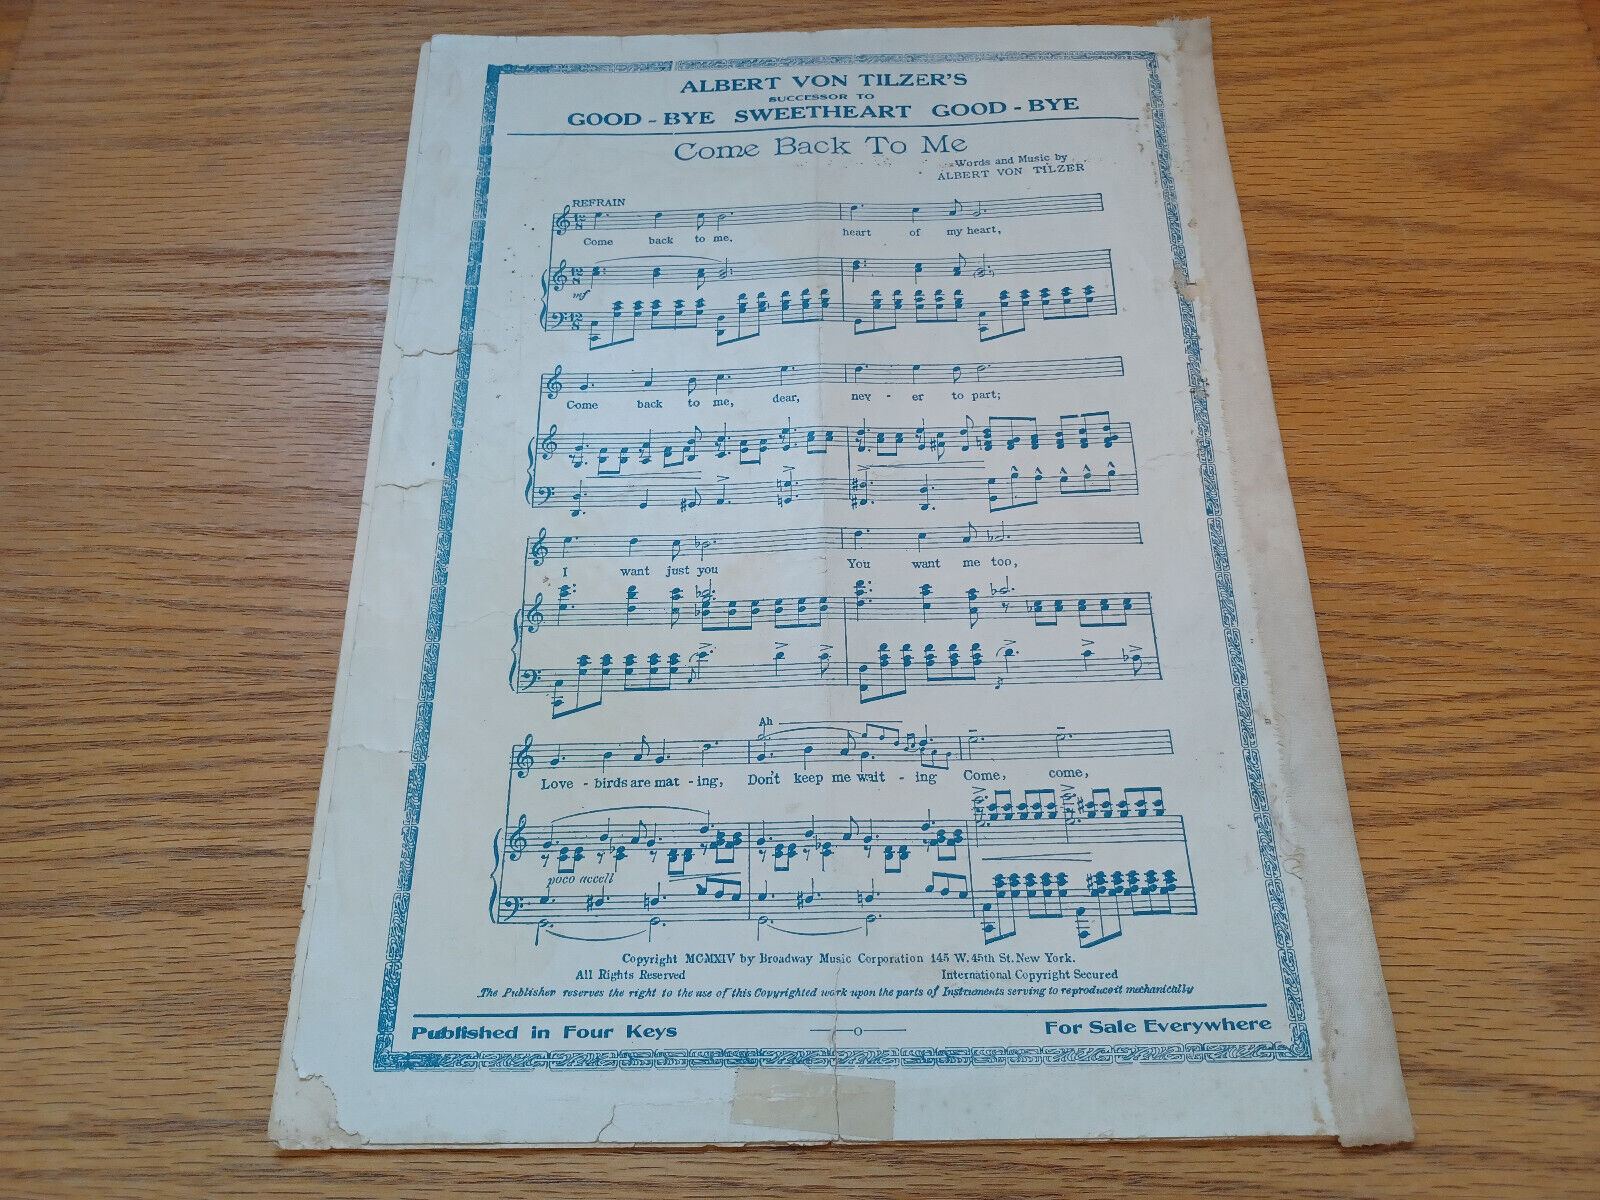 ALBERT VON TILZER'S
SUCCESSOR TO
GOOD - BYE SWEETHEART GOOD - BYE
Come Back To Me
Words and Music by
ALBERT VON TILZER
REFRAIN
Come back to me, heart of my heart,
mf
Come back to me, dear, nev - er to part;
I want just you You want me too,
Ah
Love - birds are mat - ing, Don't keep me wait - ing Come, come,
poco accell
Copyright MCMXIV by Broadway Music Corporation 145 W. 45th St. New York.
All Rights Reserved International Copyright Secured
The Publisher reserves the right to the use of this Copyrighted work upon the parts of Instruments serving to reproduce it mechanically
Published in Four Keys —o— For Sale Everywhere